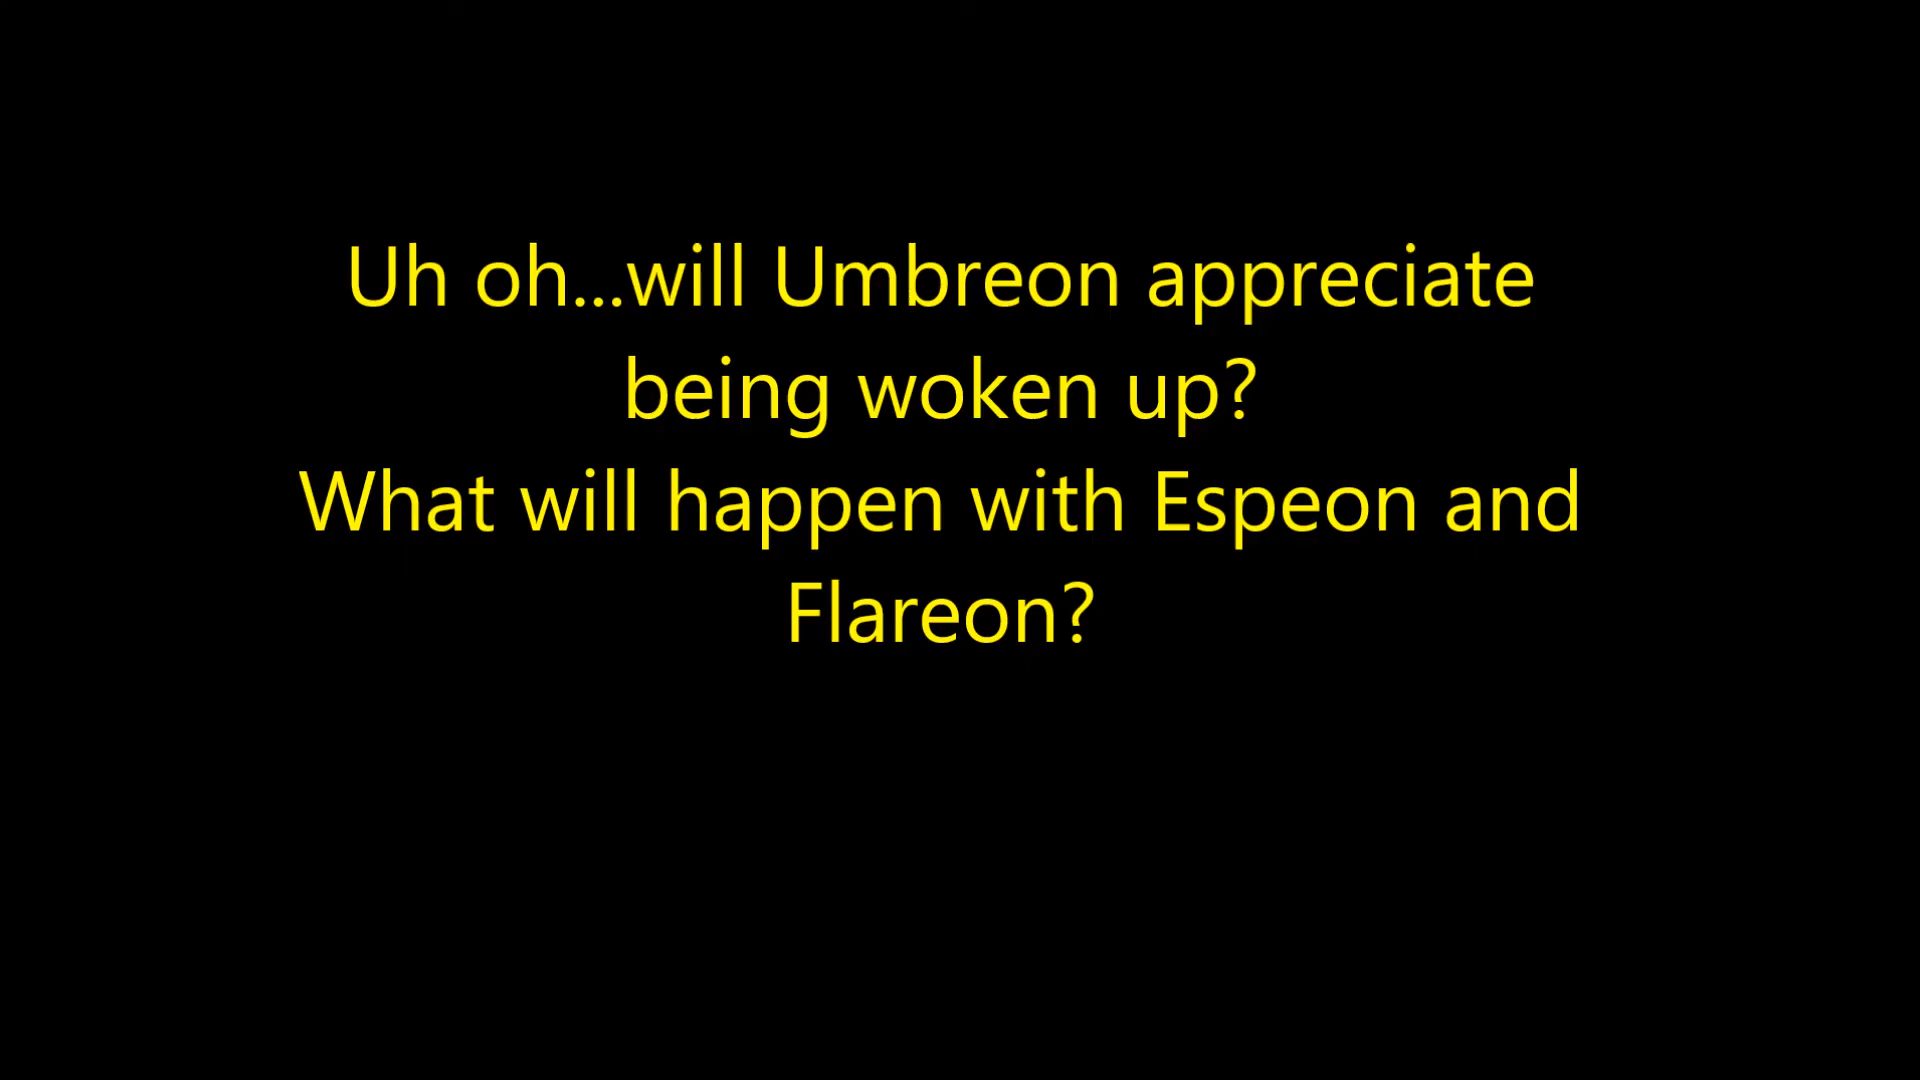 Uh oh...will Umbreon appreciate
being woken up?
What will happen with Espeon and
Flareon?